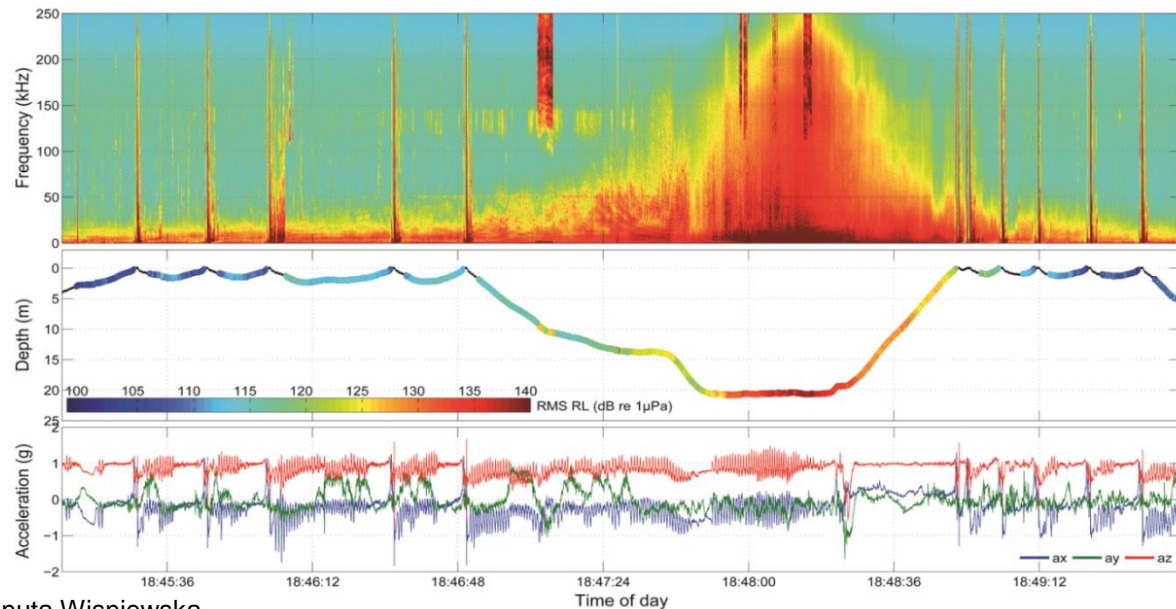 250
200
150
100
50
0
Frequency (kHz)
0
5
10
15
20
25
Depth (m)
100 105 110 115 120 125 130 135 140
RMS RL (dB re 1µPa)
2
1
0
−1
−2
Acceleration (g)
ax ay az
18:45:36 18:46:12 18:46:48 18:47:24 18:48:00 18:48:36 18:49:12
Time of day
Wisniewska